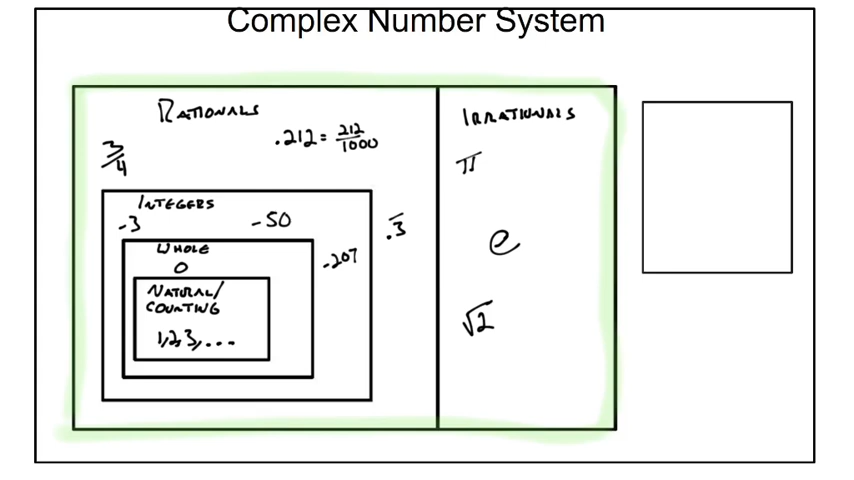 Complex Number System
RATIONALS
.212 = 212/1000
3/4
INTEGERS
-3
-50
.3̅
-207
WHOLE
0
NATURAL/
COUNTING
1,2,3,...
IRRATIONALS
π
e
√2